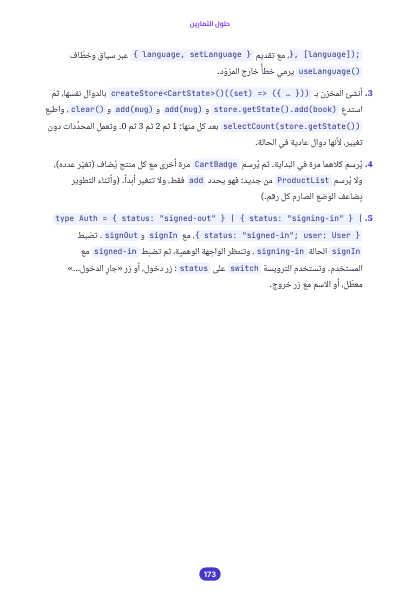 حلول التمارين
}, [language]);، مع تقديم { language, setLanguage } عبر سياق وخطّاف
useLanguage() يرمي خطأً خارج المزوّد.
3. أنشئ المخزن بـ createStore<CartState>()((set) => ({ … })) بالدوال نفسها، ثم
استدعِ store.getState().add(book) و add(mug) و add(mug) و clear()، واطبع
selectCount(store.getState()) بعد كل منها: 1 ثم 2 ثم 3 ثم 0. وتعمل المحدِّدات دون
تغيير، لأنها دوال عادية في الحالة.
4. يُرسم كلاهما مرة في البداية. ثم يُرسم CartBadge مرة أخرى مع كل منتج يُضاف (تغيّر عدده)،
ولا يُرسم ProductList من جديد: فهو يحدد add فقط، ولا تتغير أبداً. (وأثناء التطوير
يضاعف الوضع الصارم كل رقم.)
5. type Auth = { status: "signed-out" } | { status: "signing-in" } |
{ status: "signed-in"; user: User }، مع signIn و signOut. تضبط
signIn الحالة signing-in، وتنتظر الواجهة الوهمية، ثم تضبط signed-in مع
المستخدم. وتستخدم الترويسة switch على status: زر دخول، أو زر «جارٍ الدخول…»
معطّل، أو الاسم مع زر خروج.
173